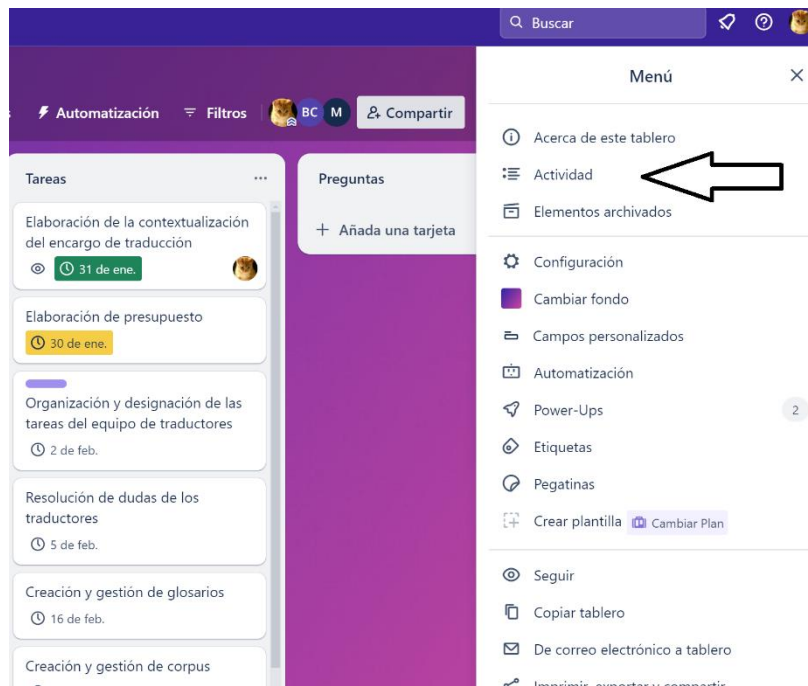 Buscar
Automatización
Filtros
BC
M
Compartir
Tareas
Elaboración de la contextualización
del encargo de traducción
31 de ene.
Elaboración de presupuesto
30 de ene.
Organización y designación de las
tareas del equipo de traductores
2 de feb.
Resolución de dudas de los
traductores
5 de feb.
Creación y gestión de glosarios
16 de feb.
Creación y gestión de corpus
Preguntas
+ Añada una tarjeta
Menú
Acerca de este tablero
Actividad
Elementos archivados
Configuración
Cambiar fondo
Campos personalizados
Automatización
Power-Ups
2
Etiquetas
Pegatinas
Crear plantilla Cambiar Plan
Seguir
Copiar tablero
De correo electrónico a tablero
Imprimir, exportar y compartir